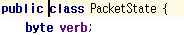 public class PacketState {
    byte verb;